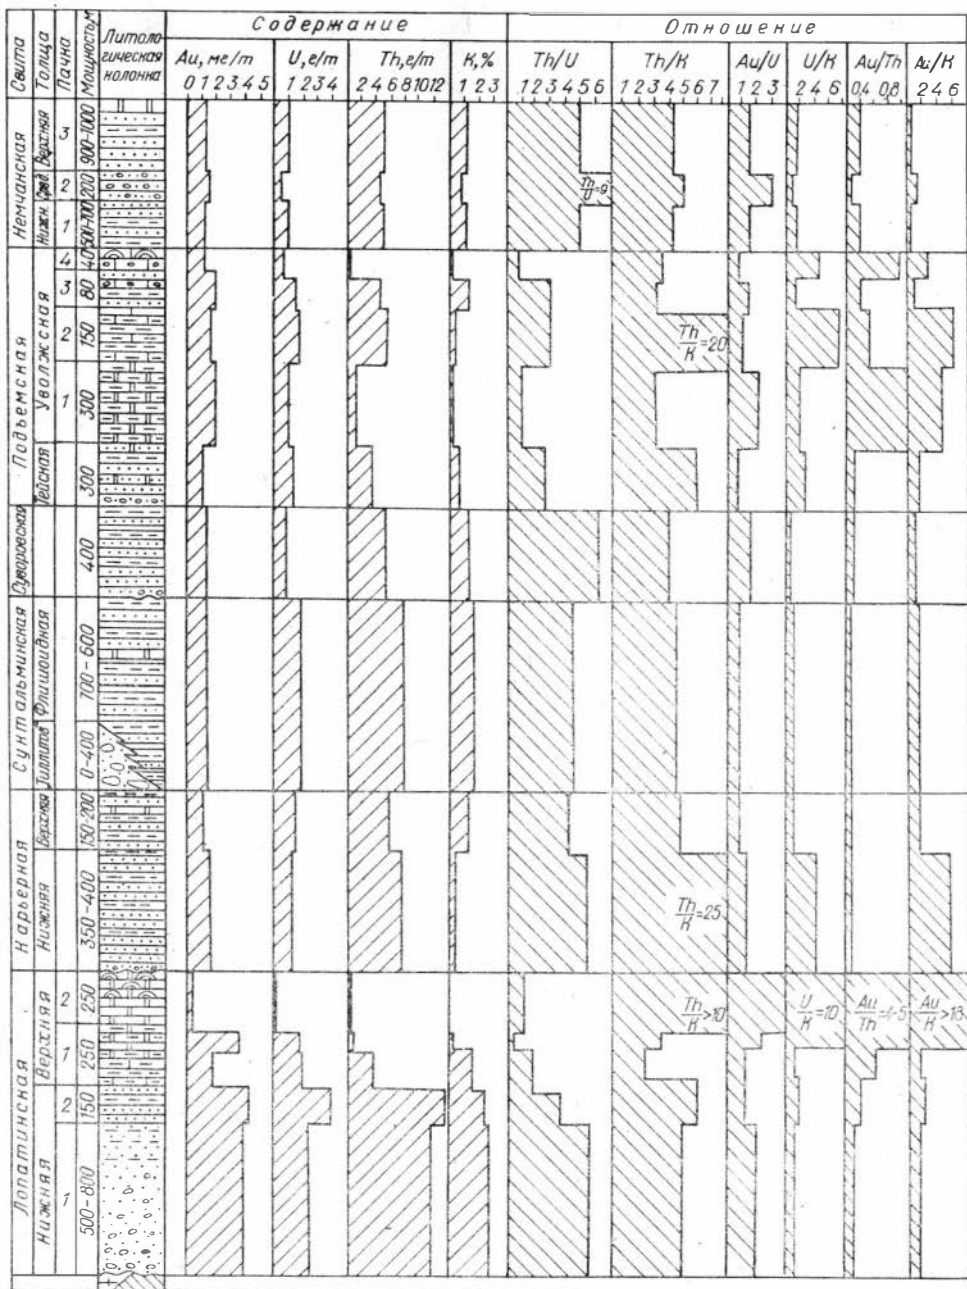 Свита
Толща
Пачка
Мощность, м
Литоло-
гическая
колонка
Содержание
Отношение
Au, мг/т
U, г/т
Th, г/т
K, %
Th/U
Th/K
Au/U
U/K
Au/Th
Au/K
0 1 2 3 4 5
1 2 3 4
2 4 6 8 10 12
1 2 3
1 2 3 4 5 6
1 2 3 4 5 6 7
1 2 3
2 4 6
0,4 0,8
2 4 6
Немчанская
Верхняя
3
900-1000
Сред.
2
200
Th/U=9
Нижн.
1
500-700
Подъемская
Уволжская
4
40
3
80
2
150
Th/K=20
1
300
Тейская
300
Суворовская
400
Сунтальминская
Флишоидная
700-600
Тиллитов
0-400
Карьерная
Верхняя
150-200
Нижняя
350-400
Th/K=25
Лопатинская
Верхняя
2
250
Th/K>10
U/K=10
Au/Th=4-5
Au/K>18
1
250
Нижняя
2
150
1
500-800